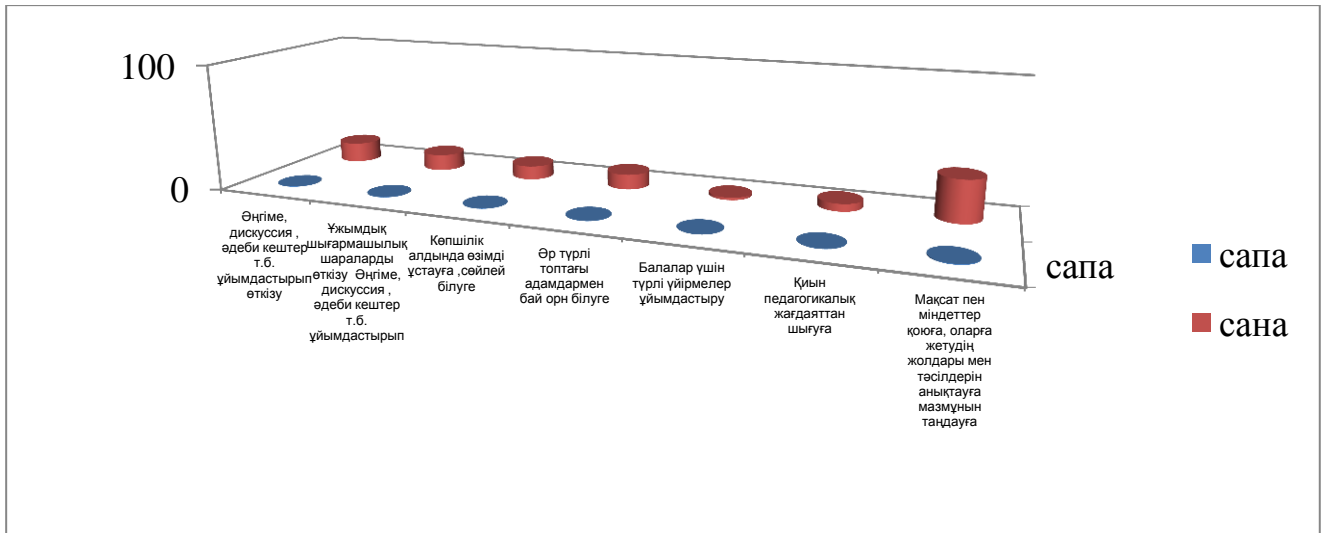 100
0
Әңгіме,
дискуссия ,
әдеби кештер
т.б.
ұйымдастырып
өткізу
Ұжымдық
шығармашылық
шараларды
өткізу Әңгіме,
дискуссия ,
әдеби кештер
т.б.
ұйымдастырып
Көпшілік
алдында өзімді
ұстауға ,сөйлей
білуге
Әр түрлі
топтағы
адамдармен
бай орн білуге
Балалар үшін
түрлі үйірмелер
ұйымдастыру
Қиын
педагогикалық
жағдаяттан
шығуға
Мақсат пен
міндеттер
қоюға, оларға
жетудің
жолдары мен
тәсілдерін
анықтауға
мазмұнын
таңдауға
сапа
сапа
сана